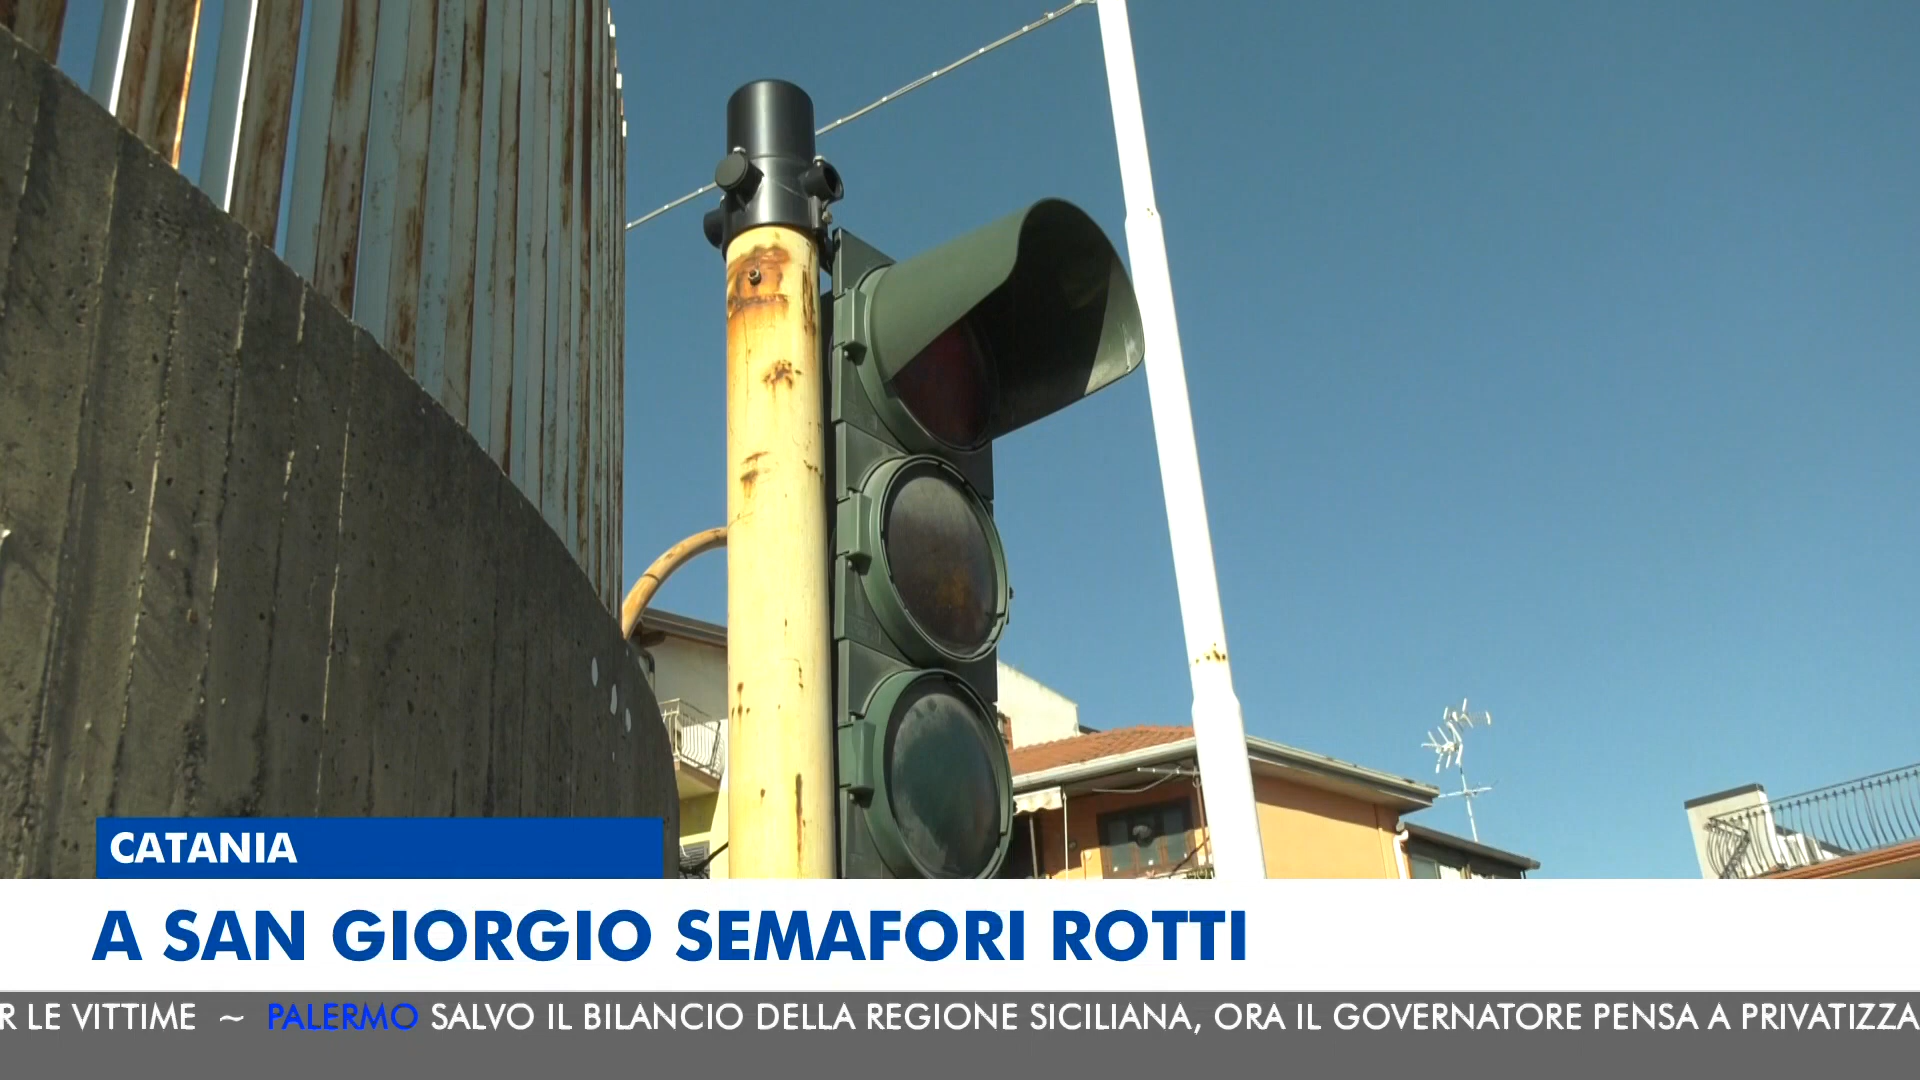 CATANIA
A SAN GIORGIO SEMAFORI ROTTI
R LE VITTIME ~ PALERMO SALVO IL BILANCIO DELLA REGIONE SICILIANA, ORA IL GOVERNATORE PENSA A PRIVATIZZA